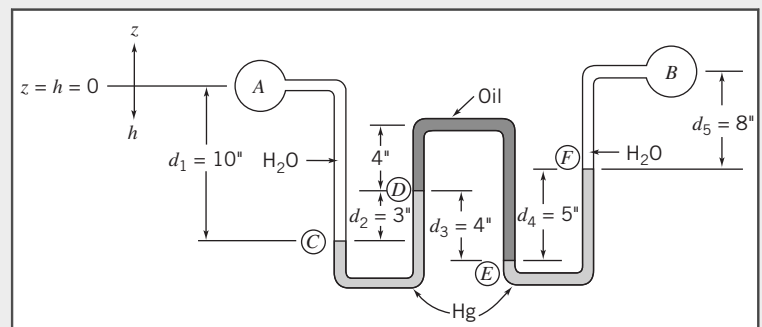 z
z = h = 0
h
A
B
Oil
d₁ = 10"
H₂O
4"
D
d₂ = 3"
C
d₃ = 4"
E
Hg
d₄ = 5"
F
H₂O
d₅ = 8"